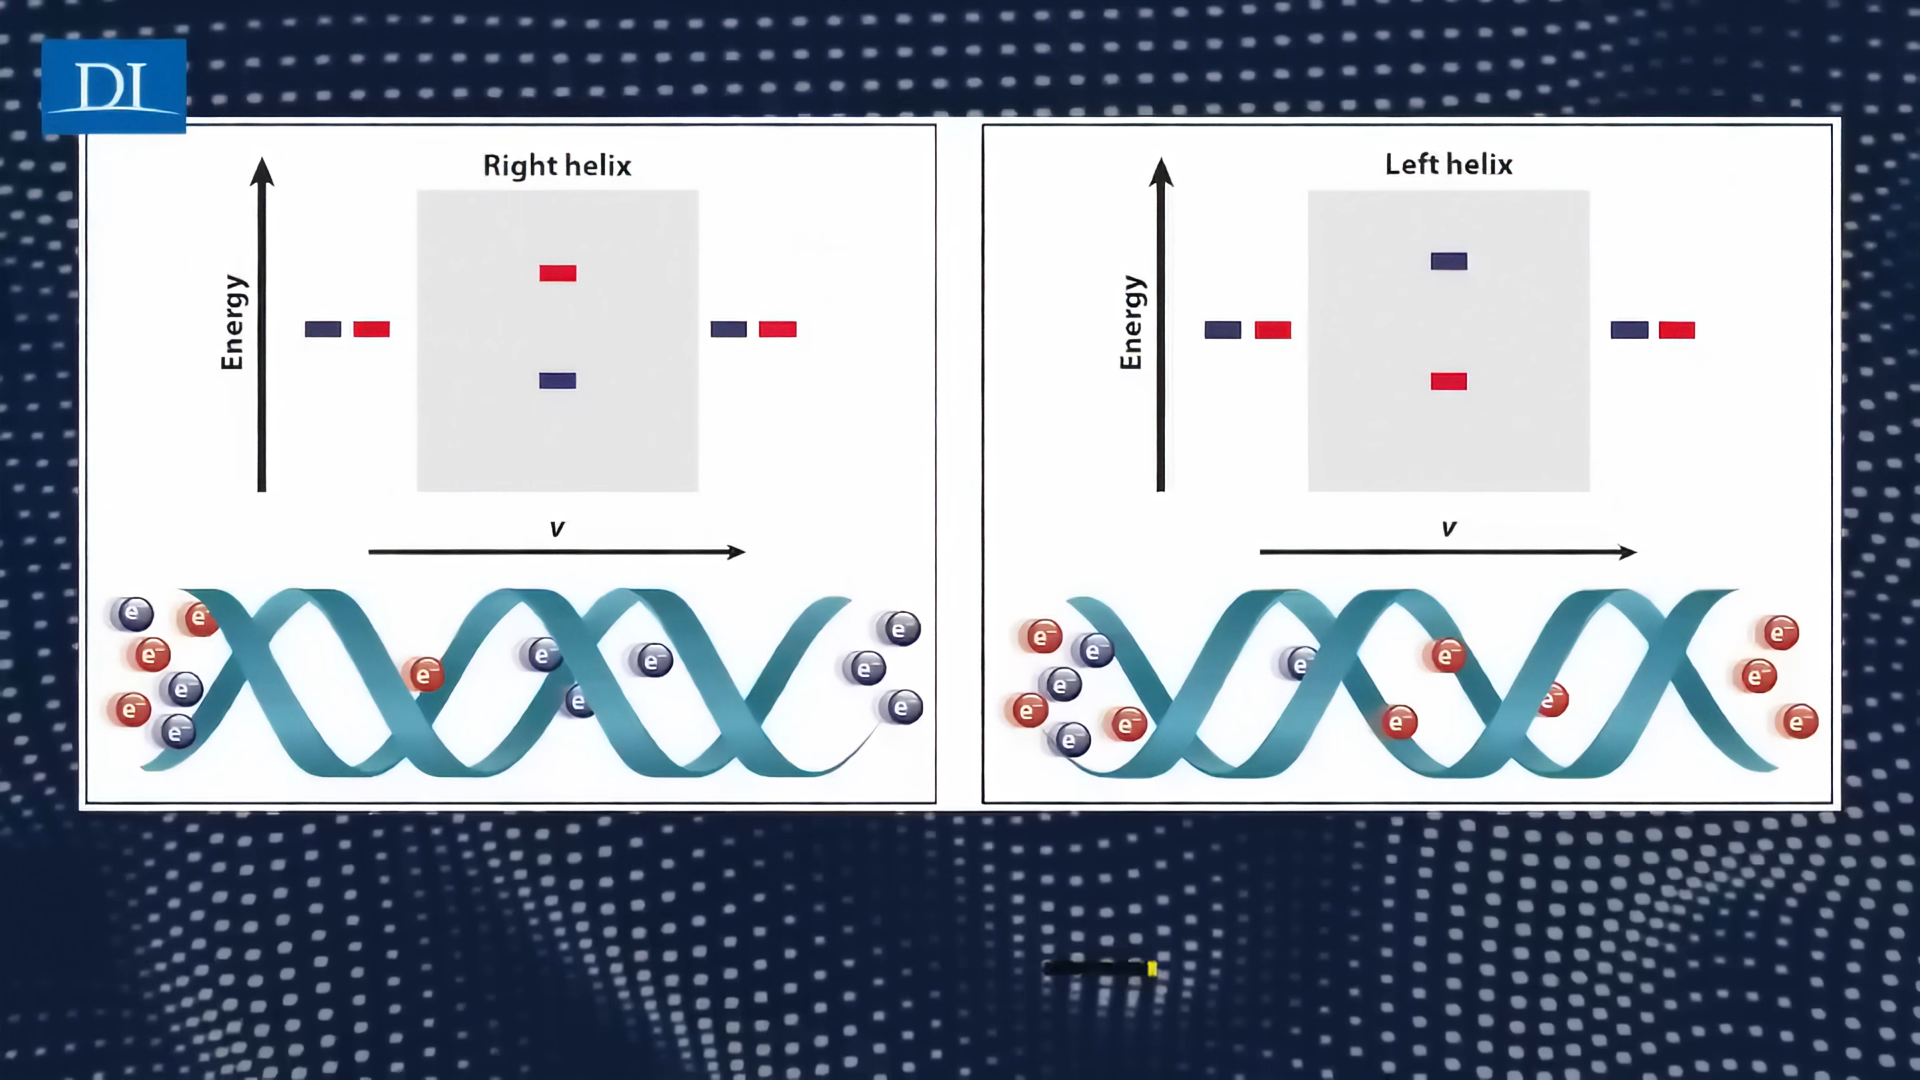 DI
Right helix
Energy
v
e⁻ e⁻ e⁻ e⁻ e⁻ e⁻ e⁻ e⁻ e⁻ e⁻ e⁻ e⁻ e⁻
Left helix
Energy
v
e⁻ e⁻ e⁻ e⁻ e⁻ e⁻ e⁻ e⁻ e⁻ e⁻ e⁻ e⁻ e⁻